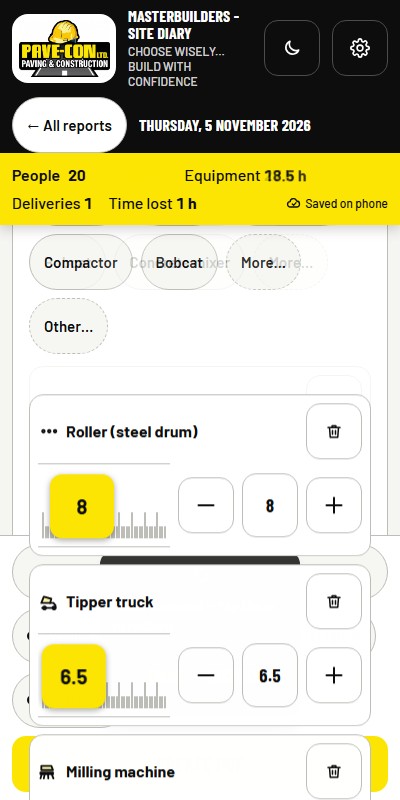 PAVE-CON LTD.
PAVING & CONSTRUCTION
MASTERBUILDERS -
SITE DIARY
CHOOSE WISELY...
BUILD WITH
CONFIDENCE
← All reports
THURSDAY, 5 NOVEMBER 2026
People 20
Equipment 18.5 h
Deliveries 1
Time lost 1 h
Saved on phone
Compactor
Bobcat
More...
More...
Other...
Roller (steel drum)
8
8
Tipper truck
6.5
6.5
Milling machine